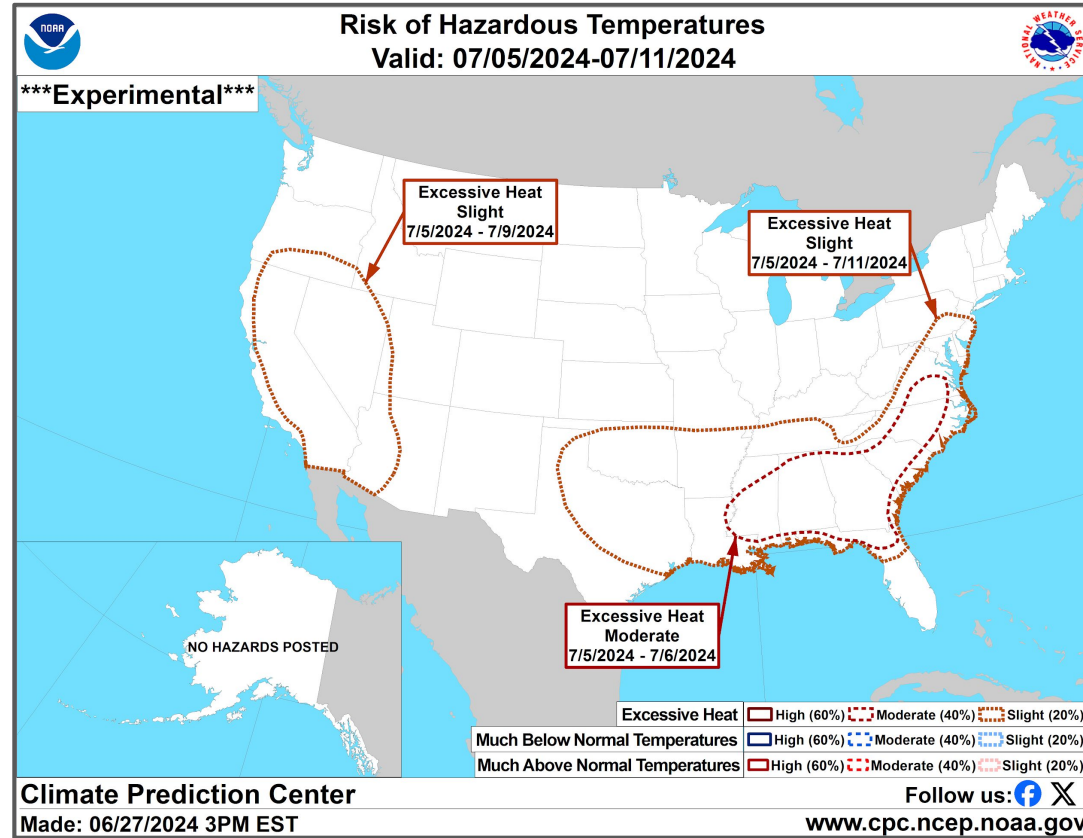 NOAA
Risk of Hazardous Temperatures
Valid: 07/05/2024-07/11/2024
NATIONAL WEATHER SERVICE
***Experimental***
Excessive Heat
Slight
7/5/2024 - 7/9/2024
Excessive Heat
Slight
7/5/2024 - 7/11/2024
Excessive Heat
Moderate
7/5/2024 - 7/6/2024
NO HAZARDS POSTED
Excessive Heat High (60%) Moderate (40%) Slight (20%)
Much Below Normal Temperatures High (60%) Moderate (40%) Slight (20%)
Much Above Normal Temperatures High (60%) Moderate (40%) Slight (20%)
Climate Prediction Center
Follow us:
Made: 06/27/2024 3PM EST
www.cpc.ncep.noaa.gov